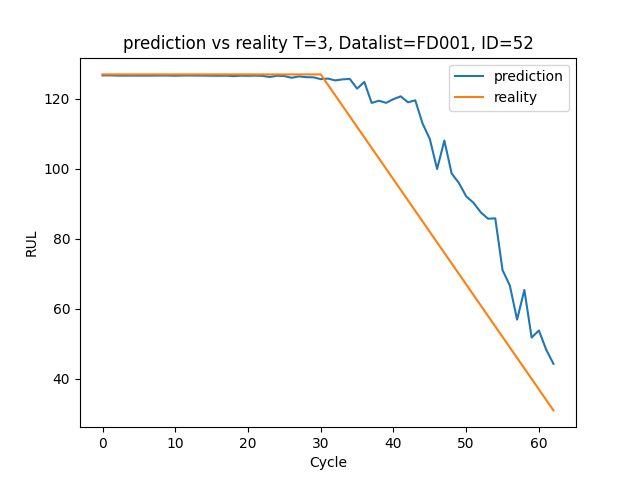 prediction vs reality T=3, Datalist=FD001, ID=52
prediction
reality
120
100
80
60
40
RUL
0 10 20 30 40 50 60
Cycle